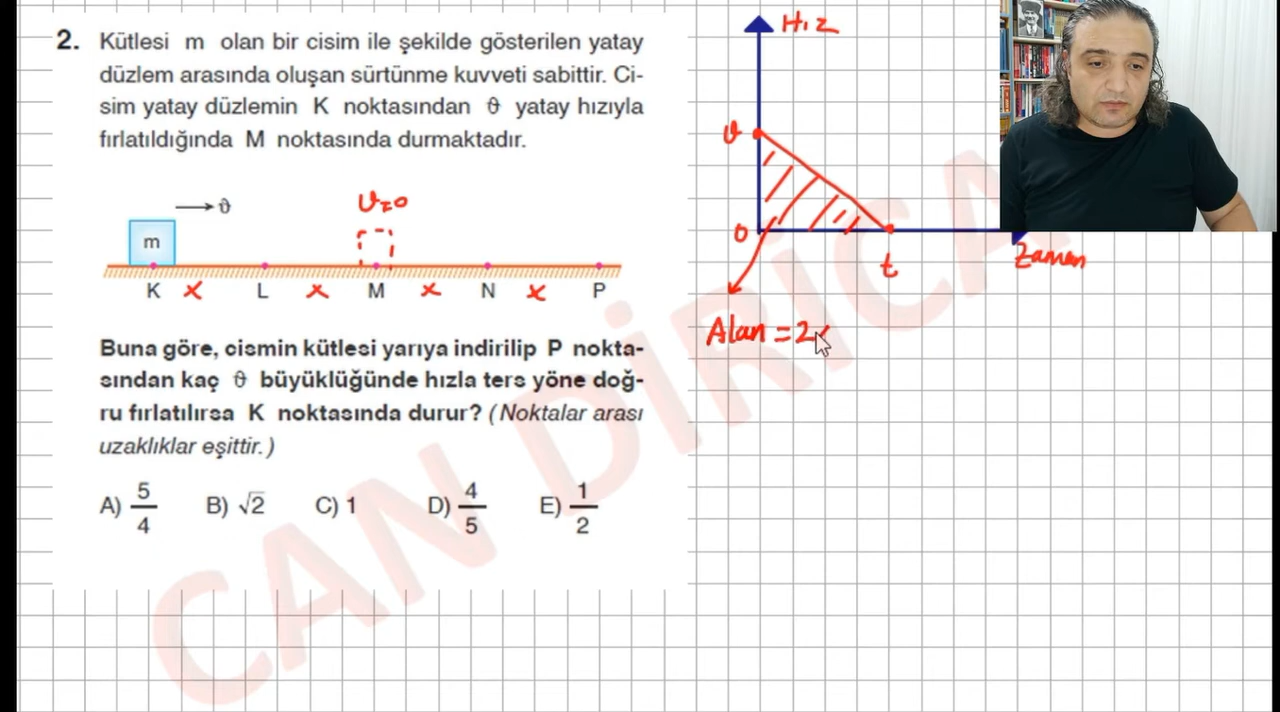 2. Kütlesi m olan bir cisim ile şekilde gösterilen yatay
düzlem arasında oluşan sürtünme kuvveti sabittir. Ci-
sim yatay düzlemin K noktasından ϑ yatay hızıyla
fırlatıldığında M noktasında durmaktadır.
ϑ
ϑ=0
m
K x L x M x N x P
Buna göre, cismin kütlesi yarıya indirilip P nokta-
sından kaç ϑ büyüklüğünde hızla ters yöne doğ-
ru fırlatılırsa K noktasında durur? (Noktalar arası
uzaklıklar eşittir.)
A) 5/4 B) √2 C) 1 D) 4/5 E) 1/2
Hız
ϑ
0
t
Zaman
Alan = 2x
CAN DİRİCA